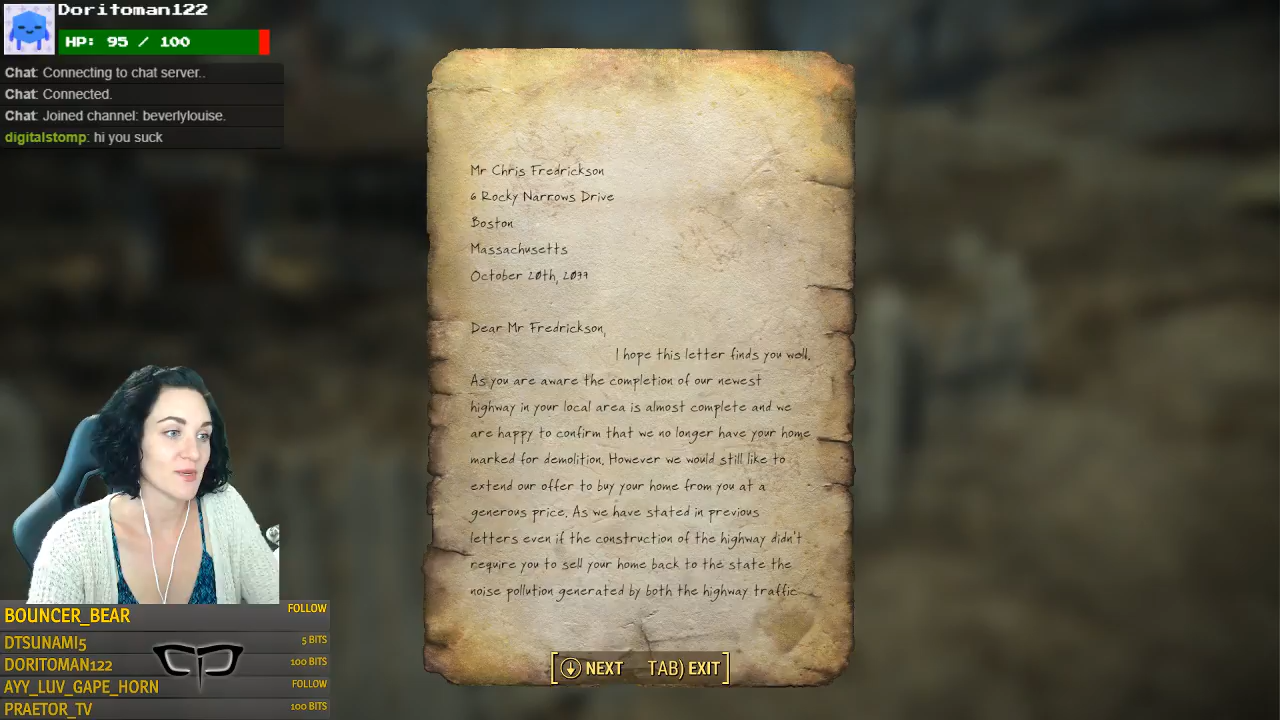 Doritoman122
HP: 95 / 100
Chat: Connecting to chat server..
Chat: Connected.
Chat: Joined channel: beverlylouise.
digitalstomp: hi you suck
Mr Chris Fredrickson
6 Rocky Narrows Drive
Boston
Massachusetts
October 20th, 2077
Dear Mr Fredrickson,
I hope this letter finds you well.
As you are aware the completion of our newest
highway in your local area is almost complete and we
are happy to confirm that we no longer have your home
marked for demolition. However we would still like to
extend our offer to buy your home from you at a
generous price. As we have stated in previous
letters even if the construction of the highway didn't
require you to sell your home back to the state the
noise pollution generated by both the highway traffic
NEXT TAB) EXIT
BOUNCER_BEAR FOLLOW
DTSUNAMI5 5 BITS
DORITOMAN122 100 BITS
AYY_LUV_GAPE_HORN FOLLOW
PRAETOR_TV 100 BITS